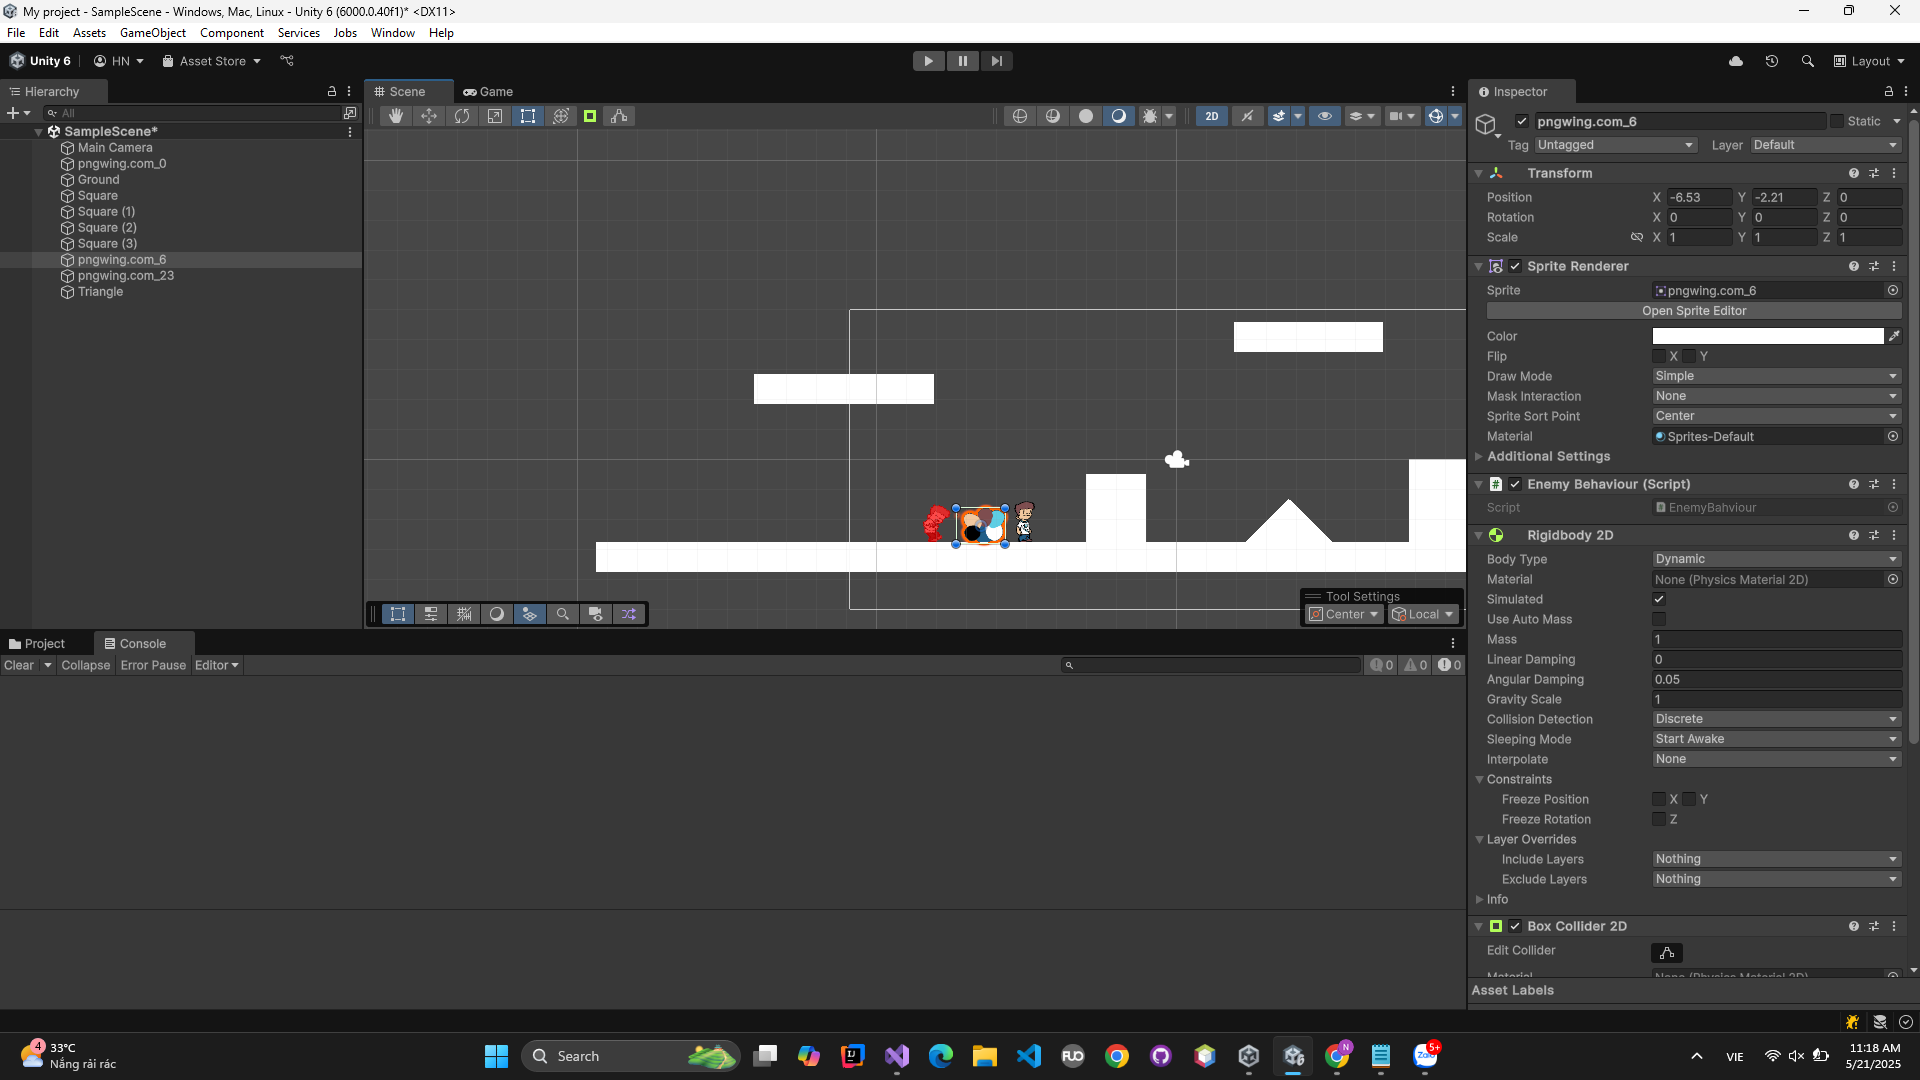 My project - SampleScene - Windows, Mac, Linux - Unity 6 (6000.0.40f1)* <DX11>
File Edit Assets GameObject Component Services Jobs Window Help
Unity 6 HN Asset Store Layout
Hierarchy
All
SampleScene*
Main Camera
pngwing.com_0
Ground
Square
Square (1)
Square (2)
Square (3)
pngwing.com_6
pngwing.com_23
Triangle
Scene Game
2D
Tool Settings
Center Local
Project Console
Clear Collapse Error Pause Editor 0 0 0
Inspector
pngwing.com_6 Static
Tag Untagged Layer Default
Transform
Position X -6.53 Y -2.21 Z 0
Rotation X 0 Y 0 Z 0
Scale X 1 Y 1 Z 1
Sprite Renderer
Sprite pngwing.com_6
Open Sprite Editor
Color
Flip X Y
Draw Mode Simple
Mask Interaction None
Sprite Sort Point Center
Material Sprites-Default
Additional Settings
# Enemy Behaviour (Script)
Script EnemyBahviour
Rigidbody 2D
Body Type Dynamic
Material None (Physics Material 2D)
Simulated
Use Auto Mass
Mass 1
Linear Damping 0
Angular Damping 0.05
Gravity Scale 1
Collision Detection Discrete
Sleeping Mode Start Awake
Interpolate None
Constraints
Freeze Position X Y
Freeze Rotation Z
Layer Overrides
Include Layers Nothing
Exclude Layers Nothing
Info
Box Collider 2D
Edit Collider
Material None (Physics Material 2D)
Asset Labels
4 33°C
Nắng rải rác
Search
FUO
N
Zalo 5+
VIE
11:18 AM
5/21/2025